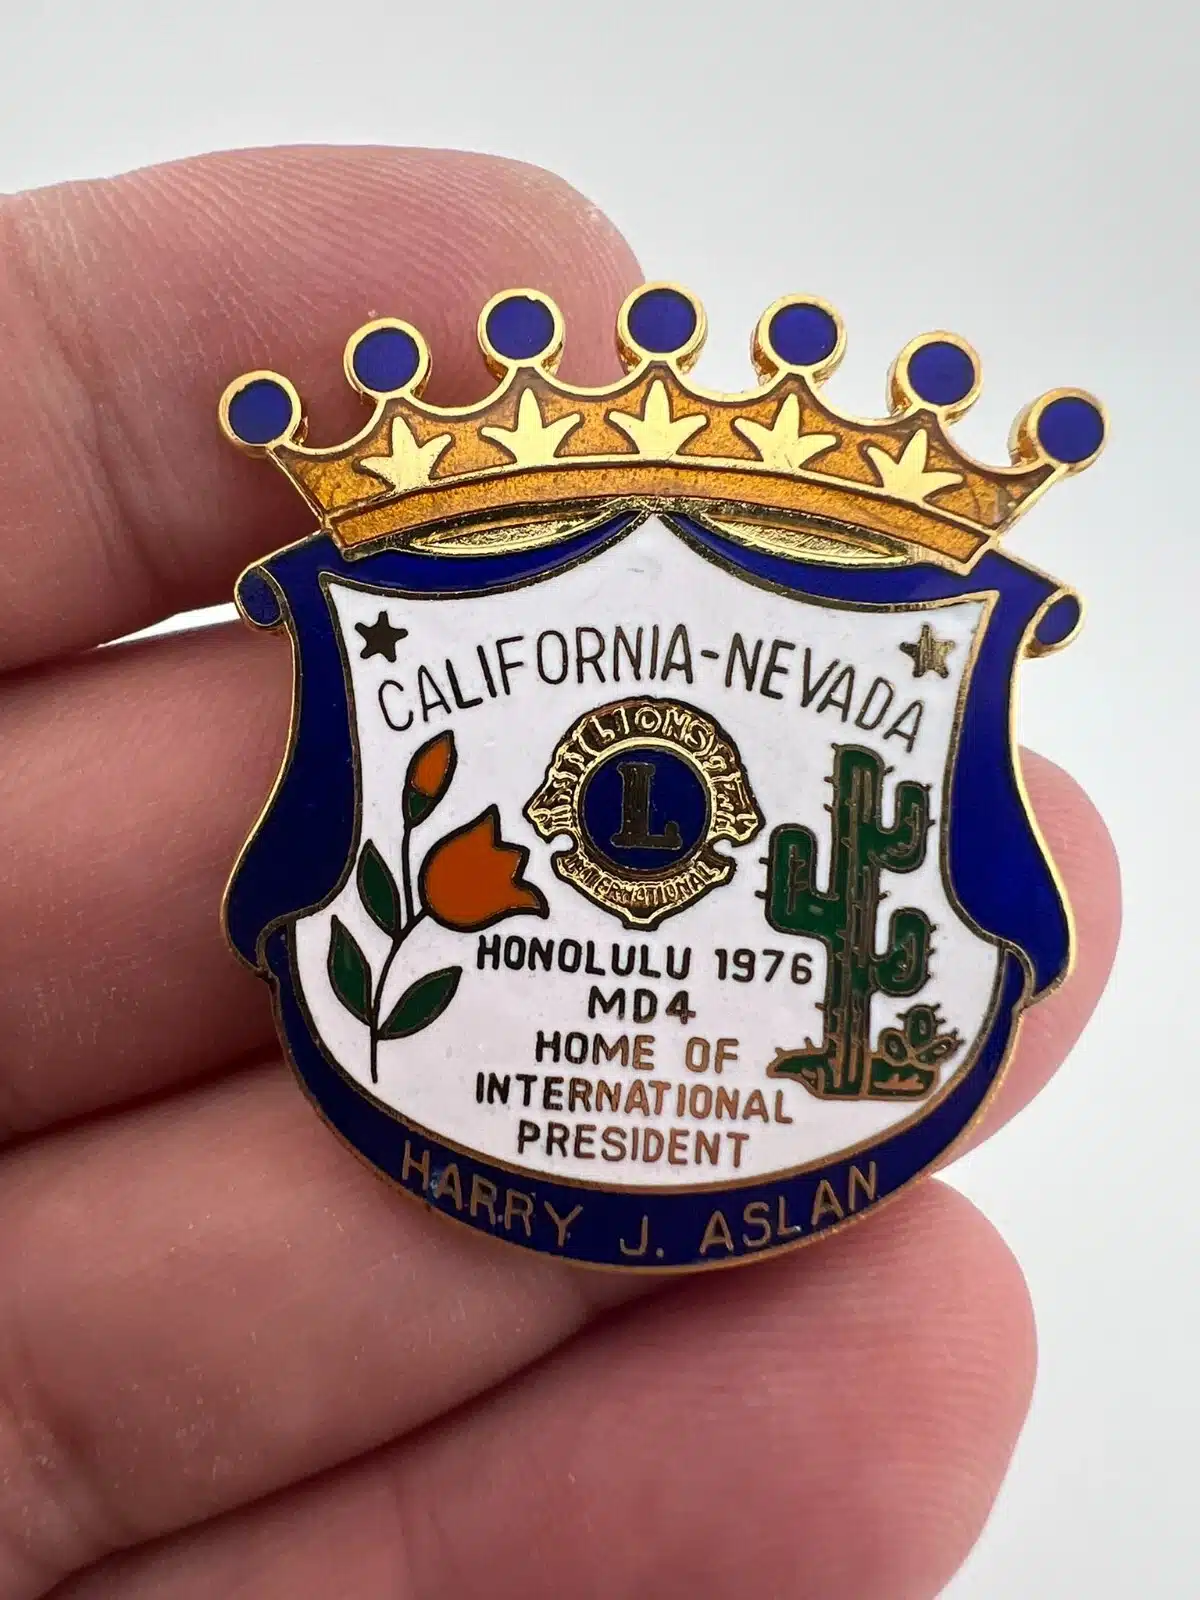 CALIFORNIA-NEVADA
LIONS
L
INTERNATIONAL
HONOLULU 1976
MD4
HOME OF
INTERNATIONAL
PRESIDENT
HARRY J. ASLAN